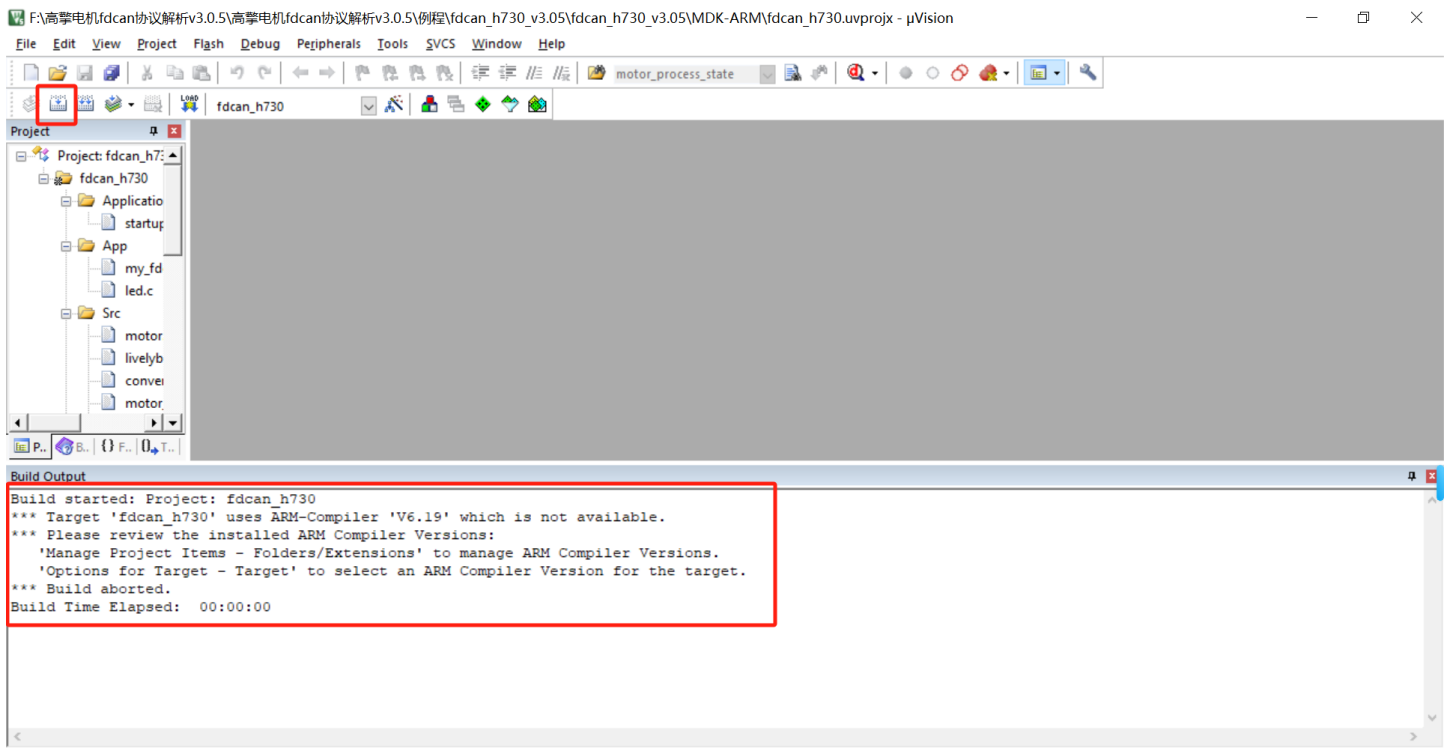 F:\高擎电机fdcan协议解析v3.0.5\高擎电机fdcan协议解析v3.0.5\例程\fdcan_h730_v3.05\fdcan_h730_v3.05\MDK-ARM\fdcan_h730.uvprojx - µVision
File Edit View Project Flash Debug Peripherals Tools SVCS Window Help
motor_process_state
LOAD fdcan_h730
Project
Project: fdcan_h73
fdcan_h730
Applicatio
startup
App
my_fd
led.c
Src
motor
livelyb
conver
motor_
P.. B.. {} F.. 0 T..
Build Output
Build started: Project: fdcan_h730
*** Target 'fdcan_h730' uses ARM-Compiler 'V6.19' which is not available.
*** Please review the installed ARM Compiler Versions:
'Manage Project Items - Folders/Extensions' to manage ARM Compiler Versions.
'Options for Target - Target' to select an ARM Compiler Version for the target.
*** Build aborted.
Build Time Elapsed:  00:00:00